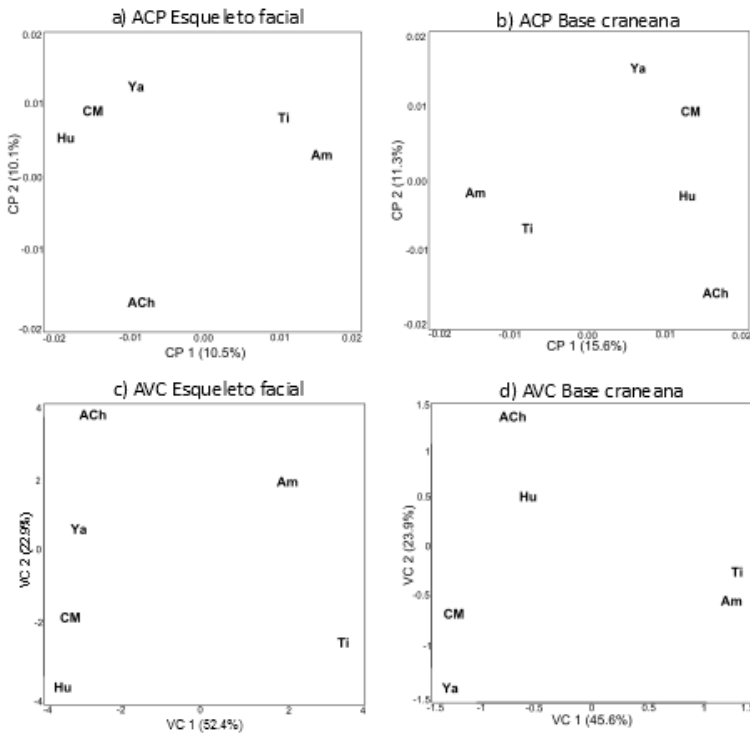 a) ACP Esqueleto facial
0.02
0.01
0.00
-0.01
-0.02
CP 2 (10.1%)
Ya
CM
Hu
Ti
Am
ACh
-0.02 -0.01 0.00 0.01 0.02
CP 1 (10.5%)
b) ACP Base craneana
0.02
0.01
0.00
-0.01
-0.02
CP 2 (11.3%)
Ya
CM
Am
Hu
Ti
ACh
-0.02 -0.01 0.00 0.01 0.02
CP 1 (15.6%)
c) AVC Esqueleto facial
4
2
0
-2
-4
VC 2 (22.9%)
ACh
Am
Ya
CM
Ti
Hu
-4 -2 0 2 4
VC 1 (52.4%)
d) AVC Base craneana
1.5
1
0.5
0
-0.5
-1
-1.5
VC 2 (23.9%)
ACh
Hu
Ti
Am
CM
Ya
-1.5 -1 -0.5 0 0.5 1 1.5
VC 1 (45.6%)